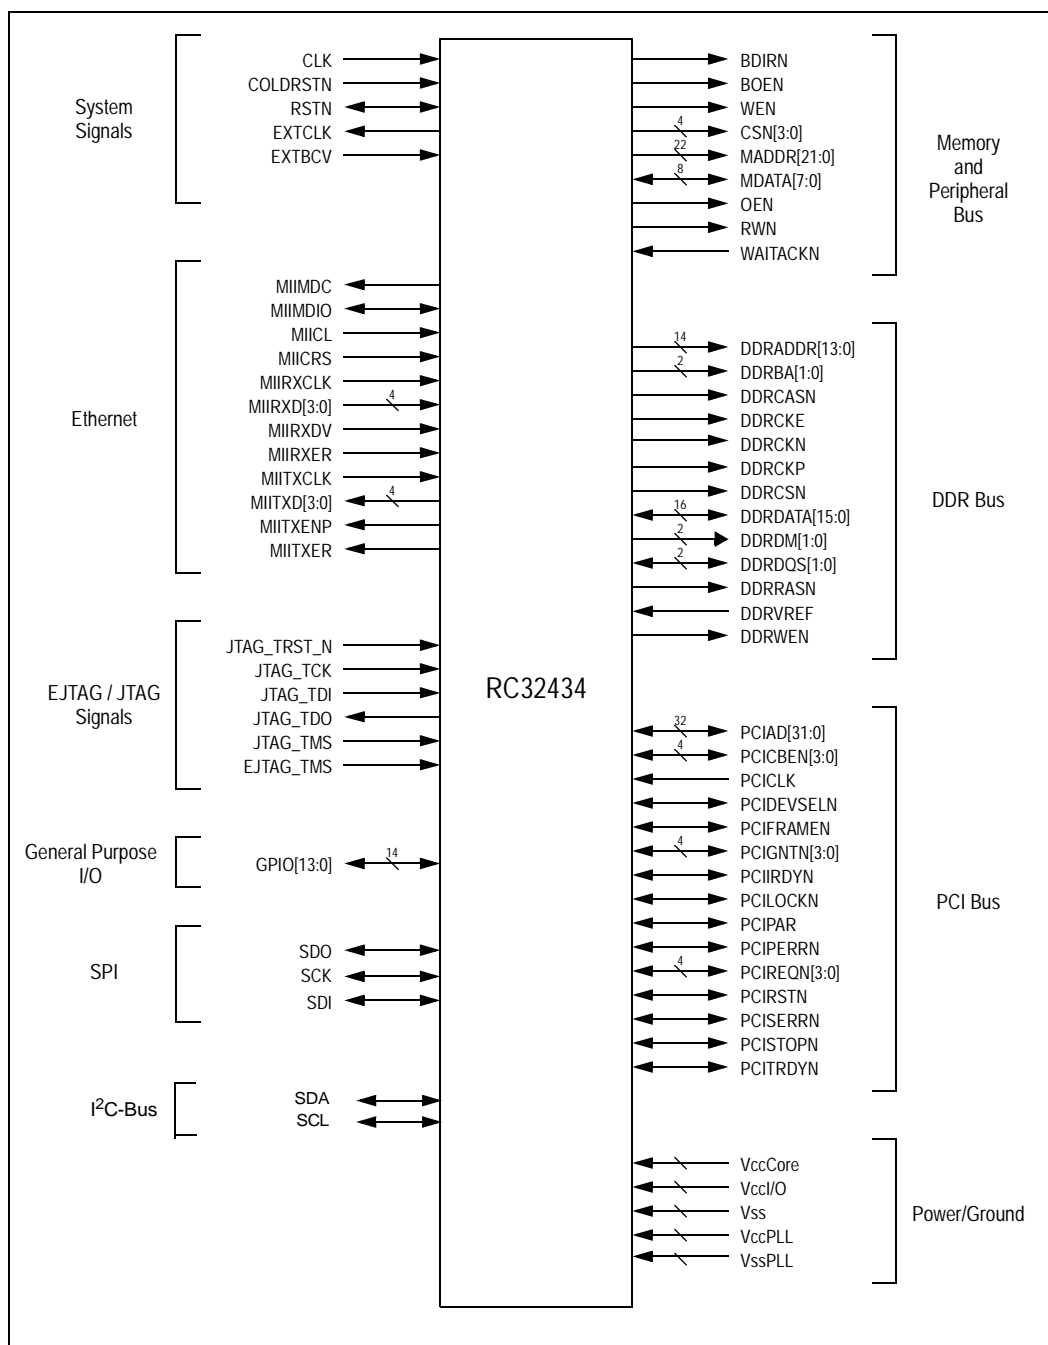 System
Signals
CLK
COLDRSTN
RSTN
EXTCLK
EXTBCV
Ethernet
MIIMDC
MIIMDIO
MIICL
MIICRS
MIIRXCLK
MIIRXD[3:0] 4
MIIRXDV
MIIRXER
MIITXCLK
MIITXD[3:0] 4
MIITXENP
MIITXER
EJTAG / JTAG
Signals
JTAG_TRST_N
JTAG_TCK
JTAG_TDI
JTAG_TDO
JTAG_TMS
EJTAG_TMS
General Purpose
I/O
GPIO[13:0] 14
SPI
SDO
SCK
SDI
I2C-Bus
SDA
SCL
RC32434
BDIRN
BOEN
WEN
4 CSN[3:0]
22 MADDR[21:0]
8 MDATA[7:0]
OEN
RWN
WAITACKN
Memory
and
Peripheral
Bus
14 DDRADDR[13:0]
2 DDRBA[1:0]
DDRCASN
DDRCKE
DDRCKN
DDRCKP
DDRCSN
16 DDRDATA[15:0]
2 DDRDM[1:0]
2 DDRDQS[1:0]
DDRRASN
DDRVREF
DDRWEN
DDR Bus
32 PCIAD[31:0]
4 PCICBEN[3:0]
PCICLK
PCIDEVSELN
PCIFRAMEN
4 PCIGNTN[3:0]
PCIIRDYN
PCILOCKN
PCIPAR
PCIPERRN
4 PCIREQN[3:0]
PCIRSTN
PCISERRN
PCISTOPN
PCITRDYN
PCI Bus
VccCore
VccI/O
Vss
VccPLL
VssPLL
Power/Ground